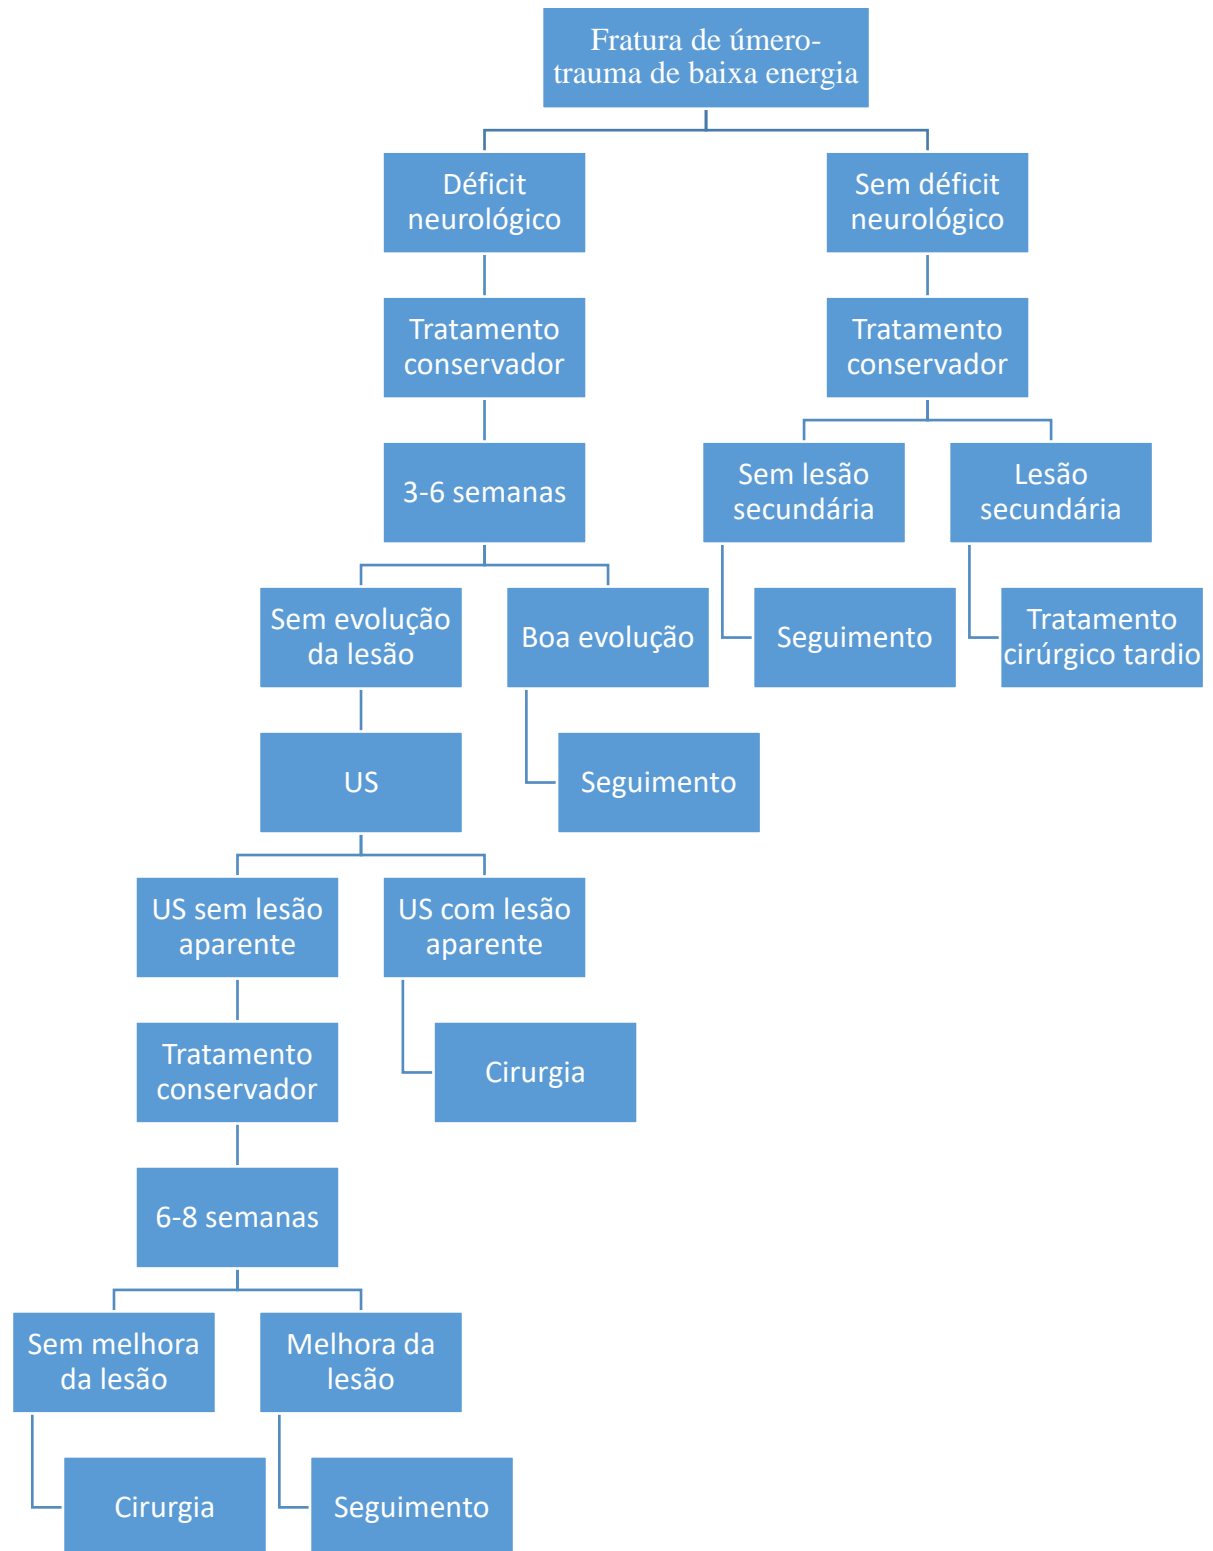 Fratura de úmero-
trauma de baixa energia
Déficit
neurológico
Sem déficit
neurológico
Tratamento
conservador
Tratamento
conservador
3-6 semanas
Sem lesão
secundária
Lesão
secundária
Sem evolução
da lesão
Boa evolução
Seguimento
Tratamento
cirúrgico tardio
US
Seguimento
US sem lesão
aparente
US com lesão
aparente
Tratamento
conservador
Cirurgia
6-8 semanas
Sem melhora
da lesão
Melhora da
lesão
Cirurgia
Seguimento